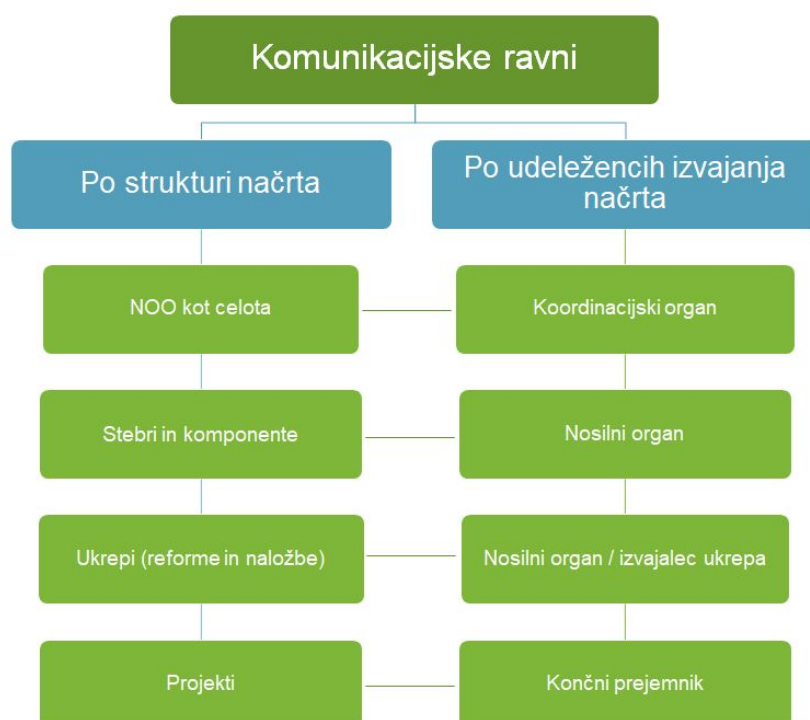 Komunikacijske ravni
Po strukturi načrta
Po udeležencih izvajanja
načrta
NOO kot celota
Koordinacijski organ
Stebri in komponente
Nosilni organ
Ukrepi (reforme in naložbe)
Nosilni organ / izvajalec ukrepa
Projekti
Končni prejemnik